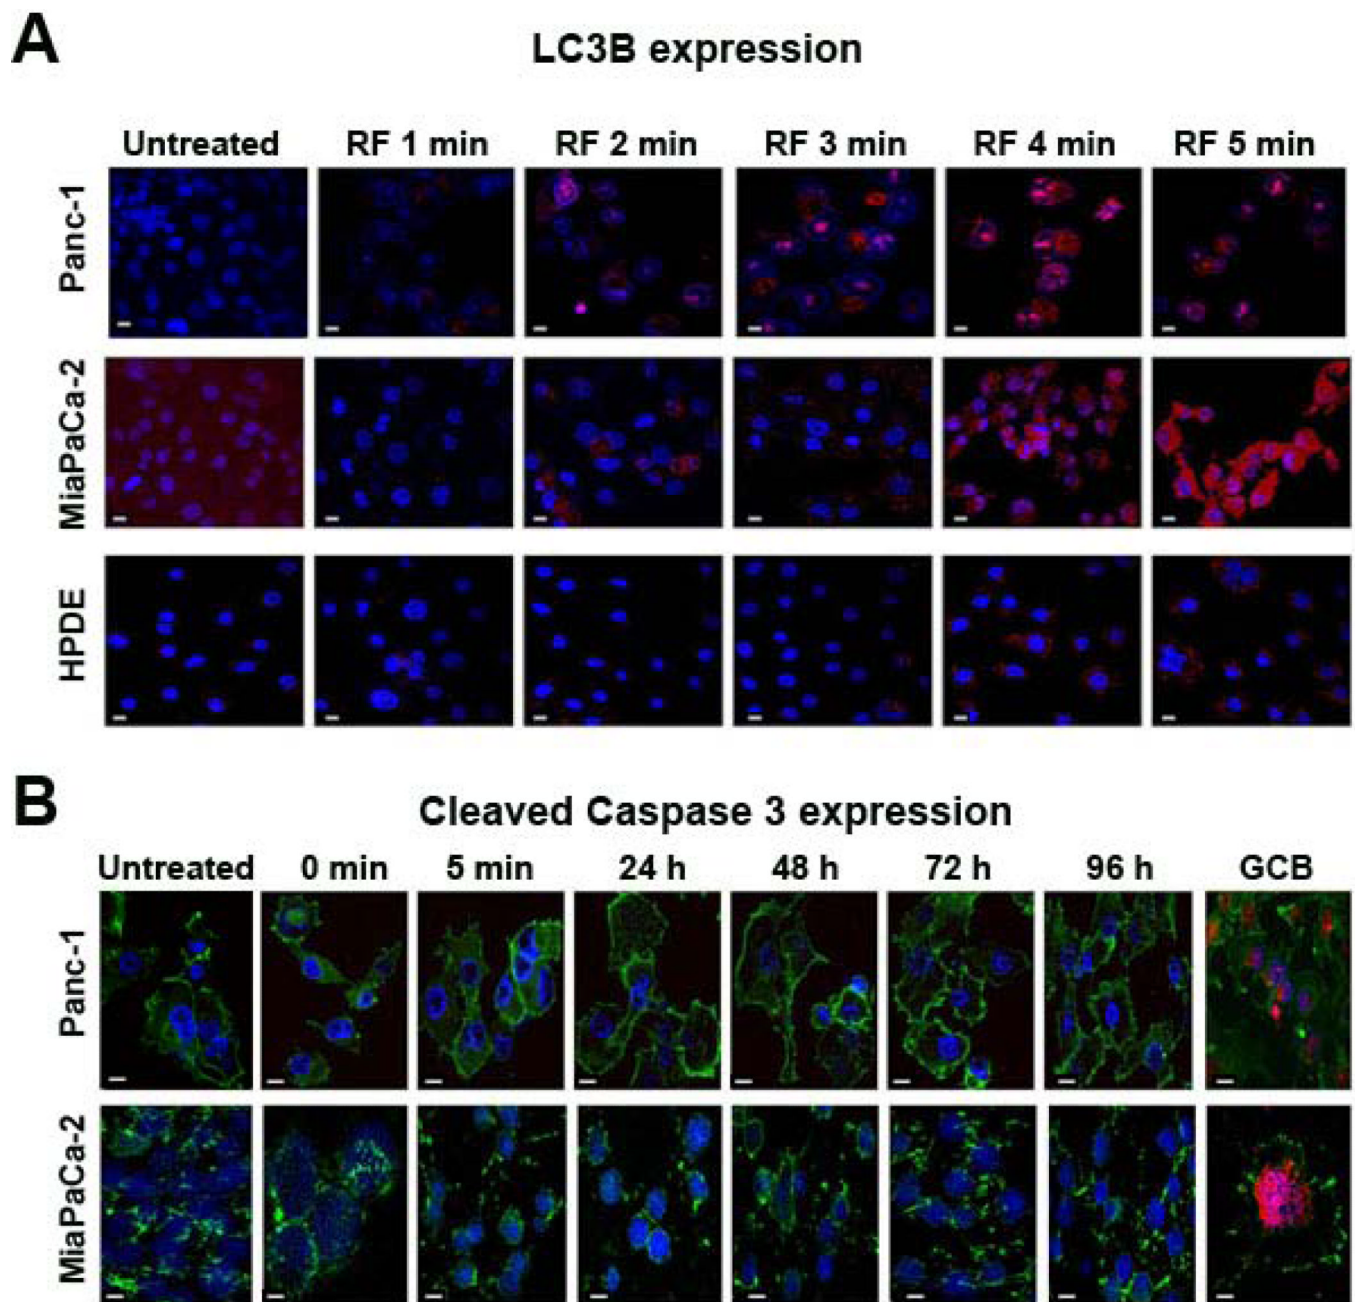 A
LC3B expression
Untreated RF 1 min RF 2 min RF 3 min RF 4 min RF 5 min
Panc-1
MiaPaCa-2
HPDE
B
Cleaved Caspase 3 expression
Untreated 0 min 5 min 24 h 48 h 72 h 96 h GCB
Panc-1
MiaPaCa-2